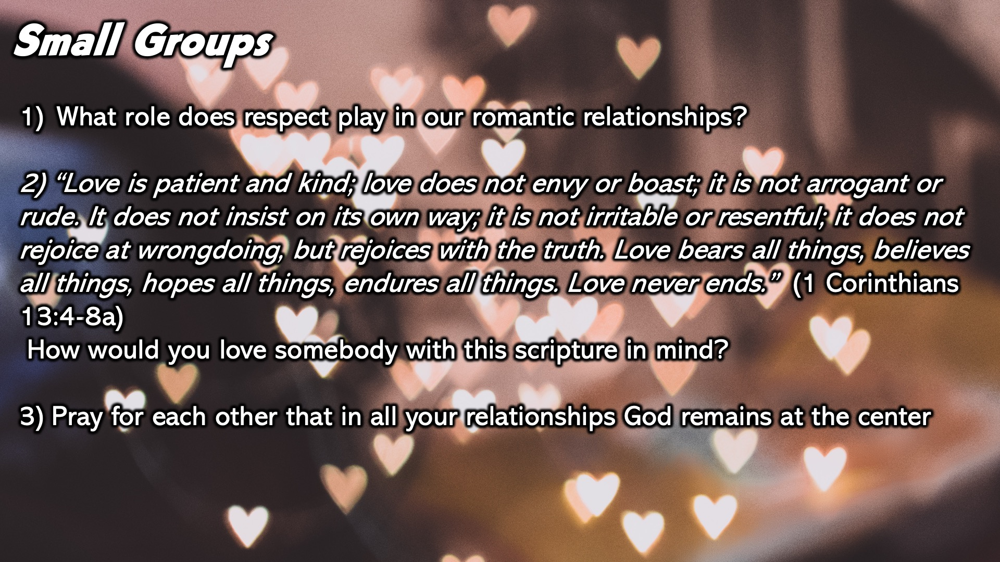 Small Groups
1) What role does respect play in our romantic relationships?
2) “Love is patient and kind; love does not envy or boast; it is not arrogant or
rude. It does not insist on its own way; it is not irritable or resentful; it does not
rejoice at wrongdoing, but rejoices with the truth. Love bears all things, believes
all things, hopes all things, endures all things. Love never ends.” (1 Corinthians
13:4-8a)
How would you love somebody with this scripture in mind?
3) Pray for each other that in all your relationships God remains at the center